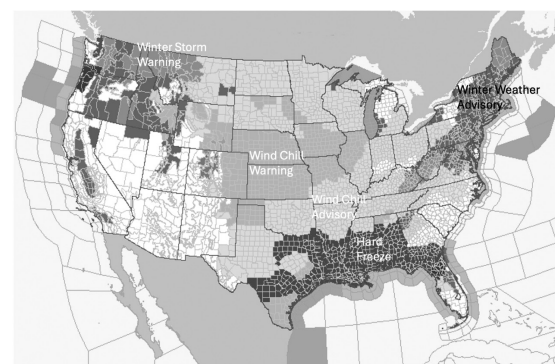 Winter Storm
Warning
Winter Weather
Advisory
Wind Chill
Warning
Wind Chill
Advisory
Hard
Freeze